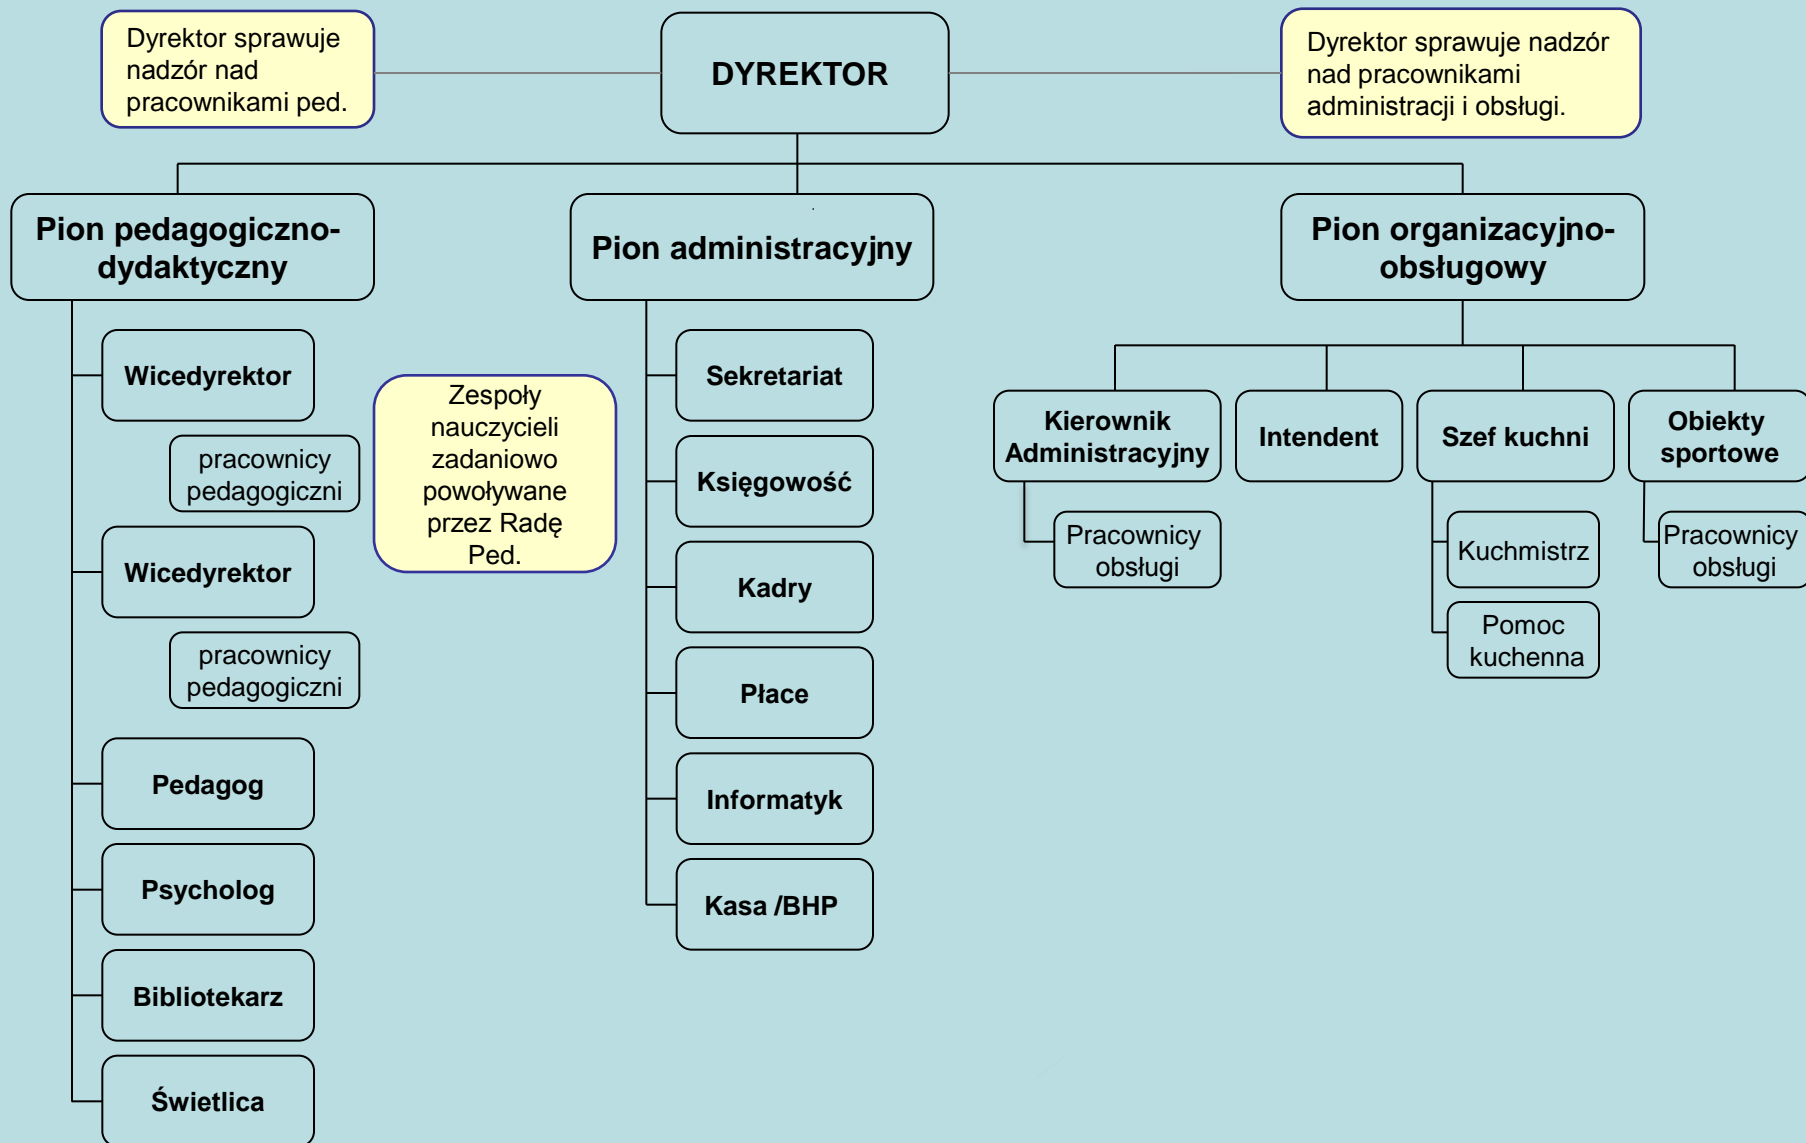 Dyrektor sprawuje
nadzór nad
pracownikami ped.
DYREKTOR
Dyrektor sprawuje nadzór
nad pracownikami
administracji i obsługi.
Pion pedagogiczno-
dydaktyczny
Pion administracyjny
Pion organizacyjno-
obsługowy
Wicedyrektor
pracownicy
pedagogiczni
Wicedyrektor
pracownicy
pedagogiczni
Pedagog
Psycholog
Bibliotekarz
Świetlica
Zespoły
nauczycieli
zadaniowo
powoływane
przez Radę
Ped.
Sekretariat
Księgowość
Kadry
Płace
Informatyk
Kasa /BHP
Kierownik
Administracyjny
Pracownicy
obsługi
Intendent
Szef kuchni
Kuchmistrz
Pomoc
kuchenna
Obiekty
sportowe
Pracownicy
obsługi